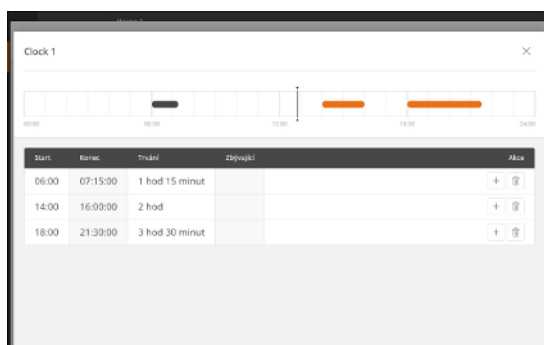 Clock 1
00:00 06:00 12:00 18:00 24:00
Start Konec Trvání Zbývající Akce
06:00 07:15:00 1 hod 15 minut
14:00 16:00:00 2 hod
18:00 21:30:00 3 hod 30 minut